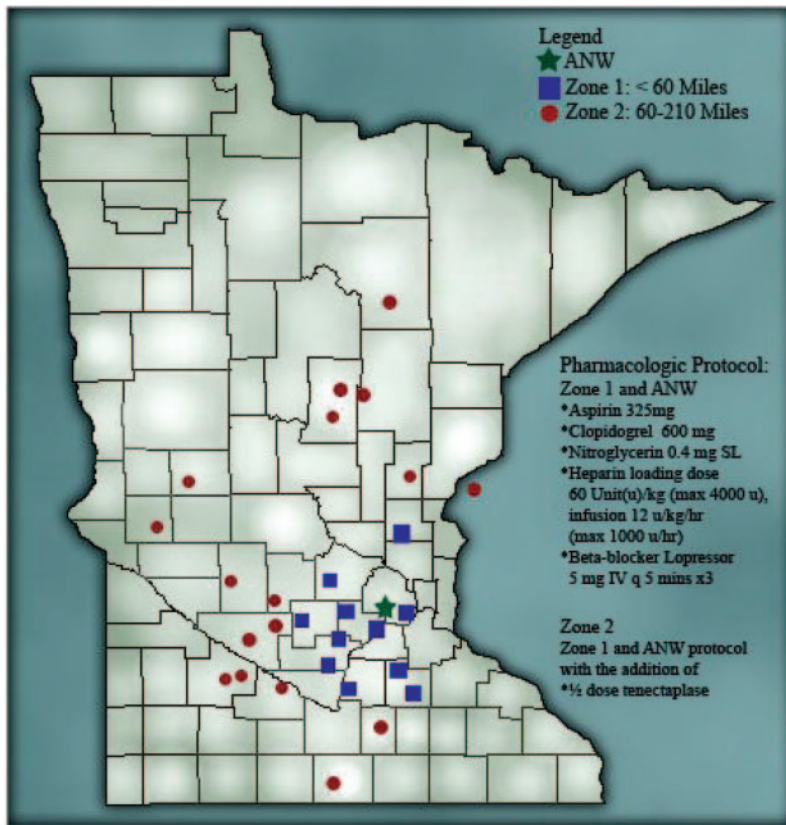 Legend
ANW
Zone 1: < 60 Miles
Zone 2: 60-210 Miles
Pharmacologic Protocol:
Zone 1 and ANW
*Aspirin 325mg
*Clopidogrel 600 mg
*Nitroglycerin 0.4 mg SL
*Heparin loading dose
60 Unit(u)/kg (max 4000 u),
infusion 12 u/kg/hr
(max 1000 u/hr)
*Beta-blocker Lopressor
5 mg IV q 5 mins x3
Zone 2
Zone 1 and ANW protocol
with the addition of
*½ dose tenectaplase